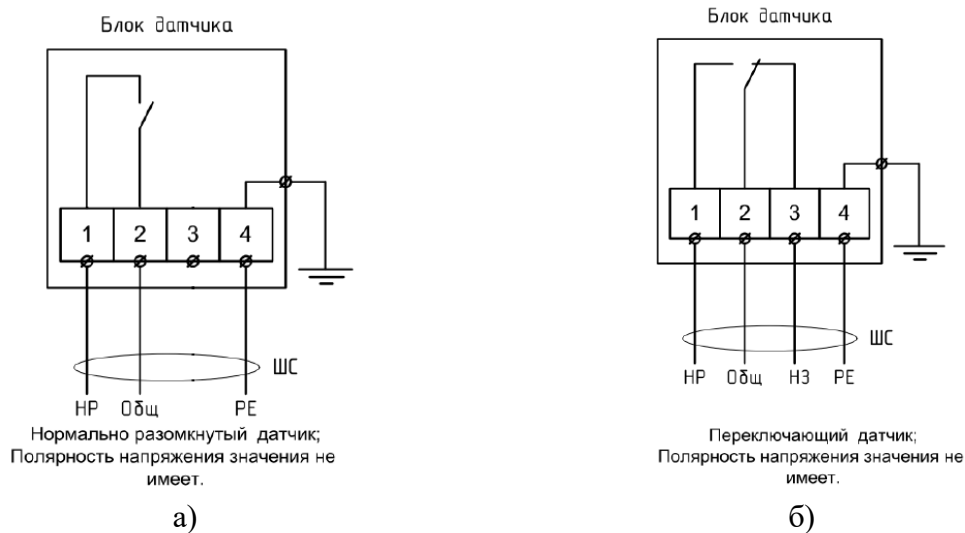 Блок датчика
1 2 3 4
ШС
НР Общ РЕ
Нормально разомкнутый датчик;
Полярность напряжения значения не
имеет.
а)
Блок датчика
1 2 3 4
ШС
НР Общ НЗ РЕ
Переключающий датчик;
Полярность напряжения значения не
имеет.
б)